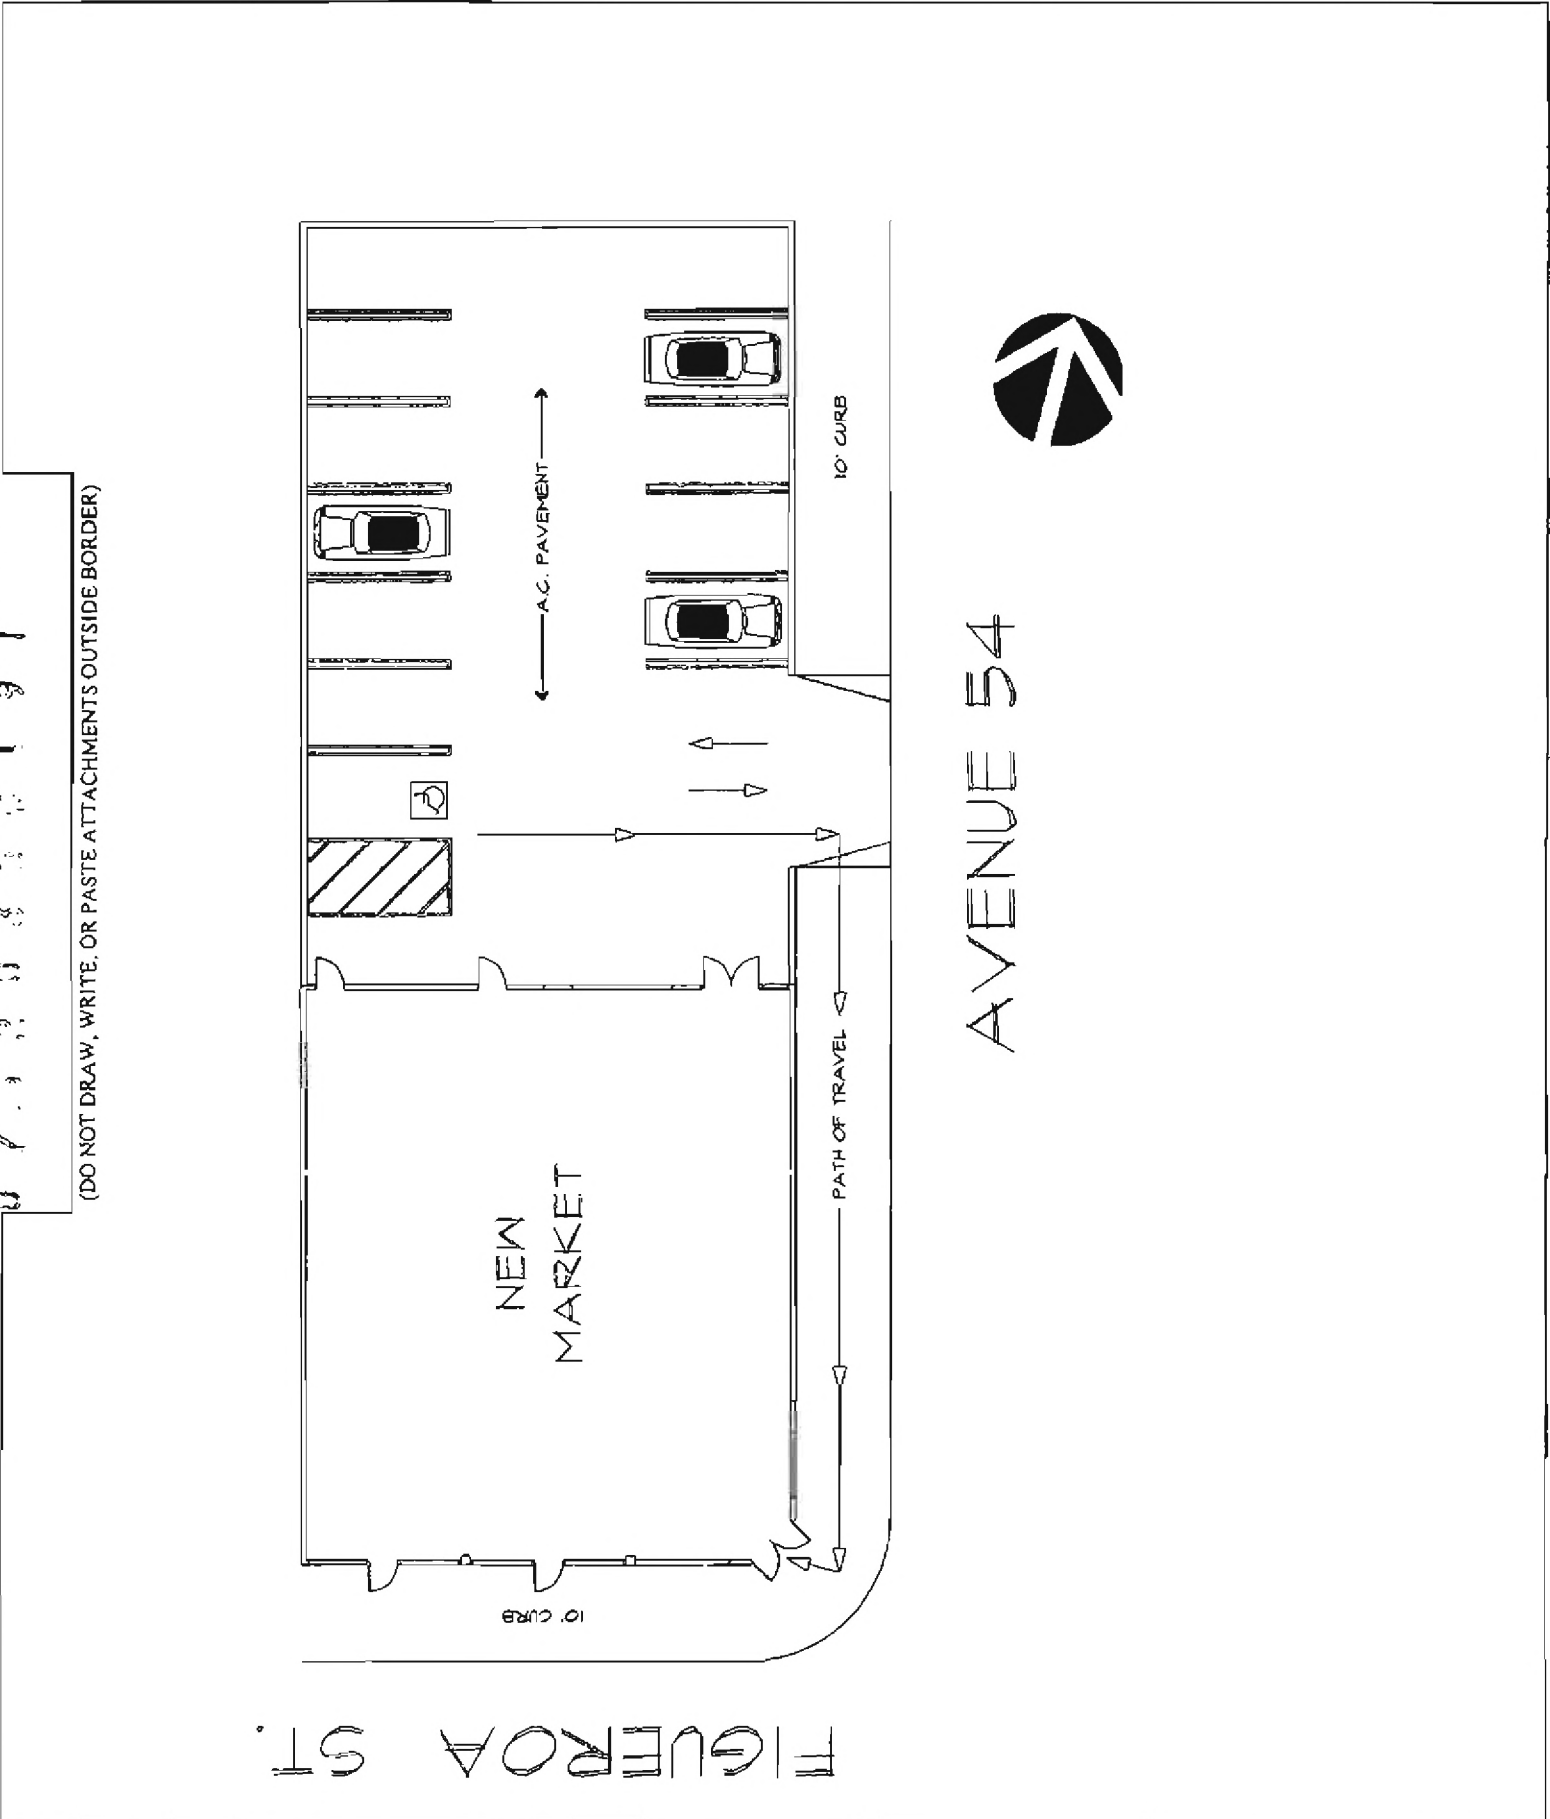 (DO NOT DRAW, WRITE, OR PASTE ATTACHMENTS OUTSIDE BORDER)
A.C. PAVEMENT
10' CURB
AVENUE 54
PATH OF TRAVEL
NEW
MARKET
10' CURB
FIGUEROA ST.